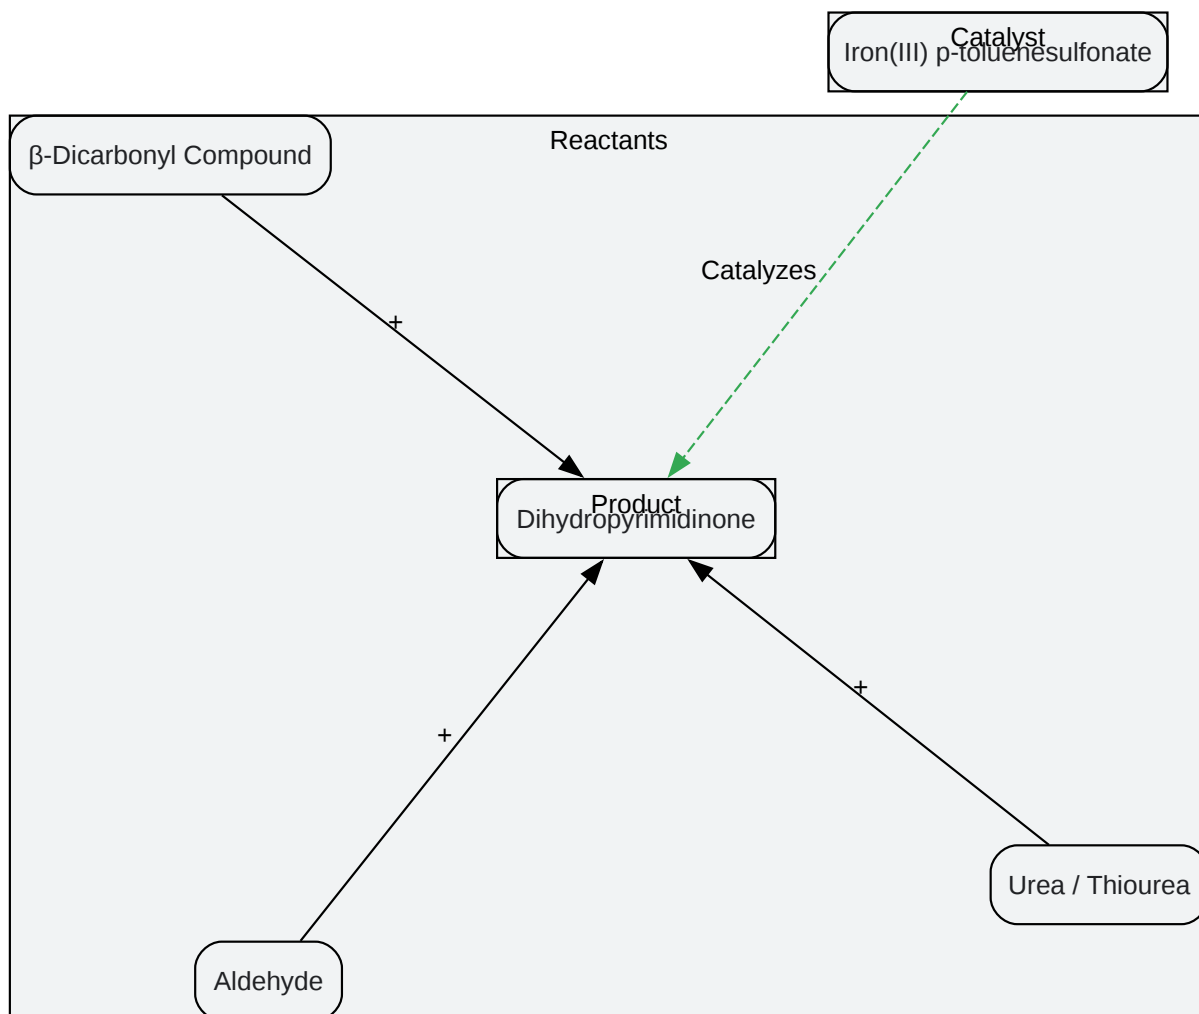 Catalyst
Iron(III) p-toluenesulfonate
Reactants
β-Dicarbonyl Compound
Catalyzes
+
Product
Dihydropyrimidinone
+
+
Urea / Thiourea
Aldehyde